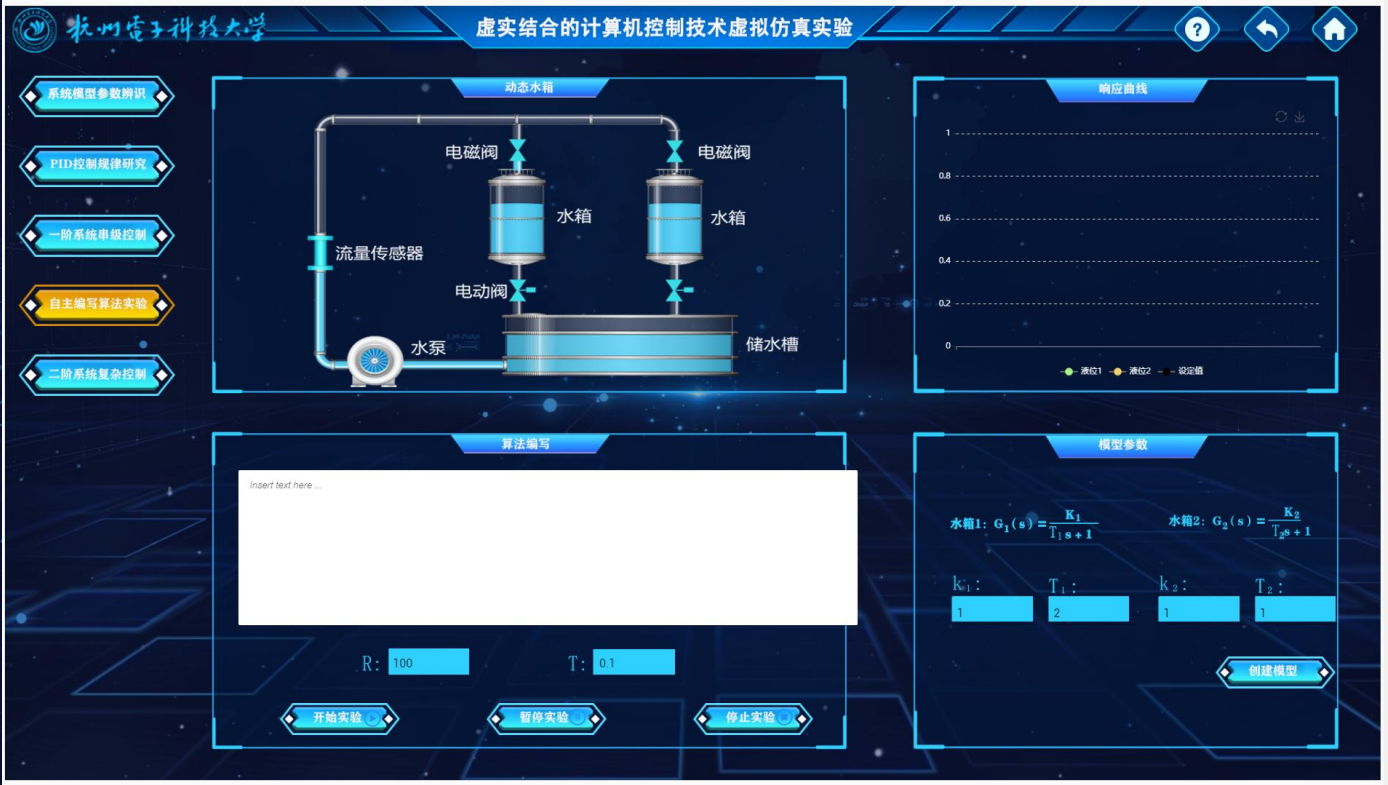 杭州电子科技大学
虚实结合的计算机控制技术虚拟仿真实验
?
系统模型参数辨识
PID控制规律研究
一阶系统串级控制
自主编写算法实验
二阶系统复杂控制
动态水箱
电磁阀
电磁阀
水箱
水箱
流量传感器
电动阀
水泵
储水槽
响应曲线
1
0.8
0.6
0.4
0.2
0
液位1 液位2 设定值
算法编写
Insert text here ...
R: 100 T: 0.1
开始实验 暂停实验 停止实验
模型参数
水箱1: G₁(s)=K₁/(T₁s+1) 水箱2: G₂(s)=K₂/(T₂s+1)
k₁: T₁: k₂: T₂:
1 2 1 1
创建模型